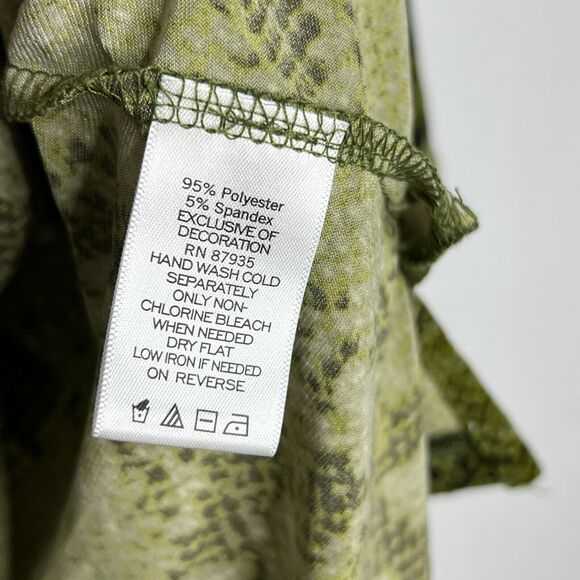 95% Polyester
5% Spandex
EXCLUSIVE OF
DECORATION
RN 87935
HAND WASH COLD
SEPARATELY
ONLY NON-
CHLORINE BLEACH
WHEN NEEDED
DRY FLAT
LOW IRON IF NEEDED
ON REVERSE